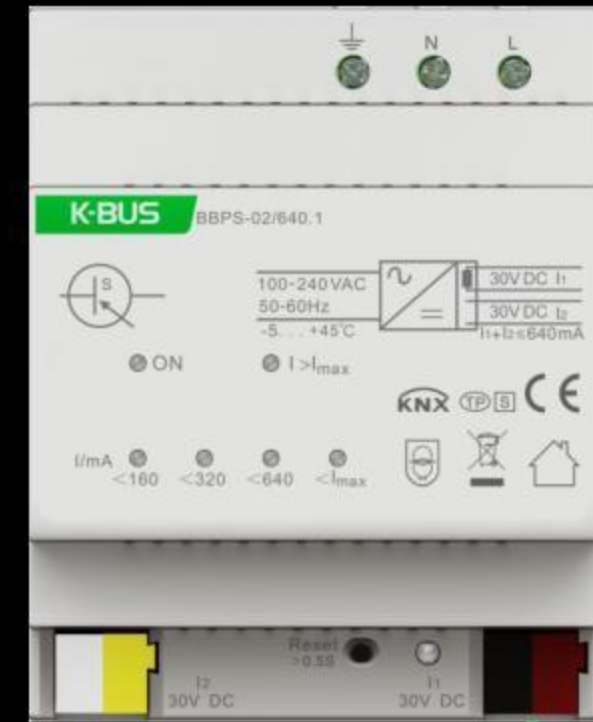 N L
K-BUS BBPS-02/640.1
S
100-240VAC
50-60Hz
-5...+45℃
30V DC I1
30V DC I2
I1+I2≤640mA
ON
I>Imax
KNX TP S CE
I/mA
<160 <320 <640 <Imax
Reset
>0.5S
I2
30V DC
I1
30V DC